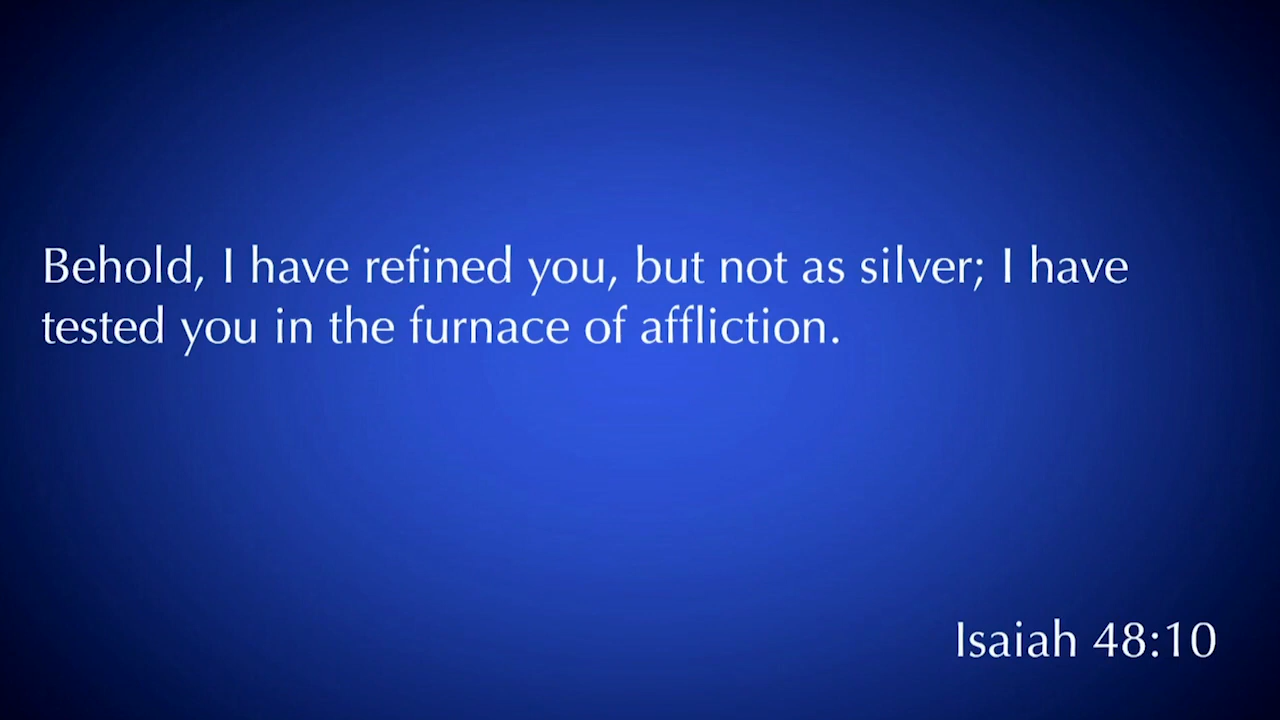 Behold, I have refined you, but not as silver; I have
tested you in the furnace of affliction.
Isaiah 48:10